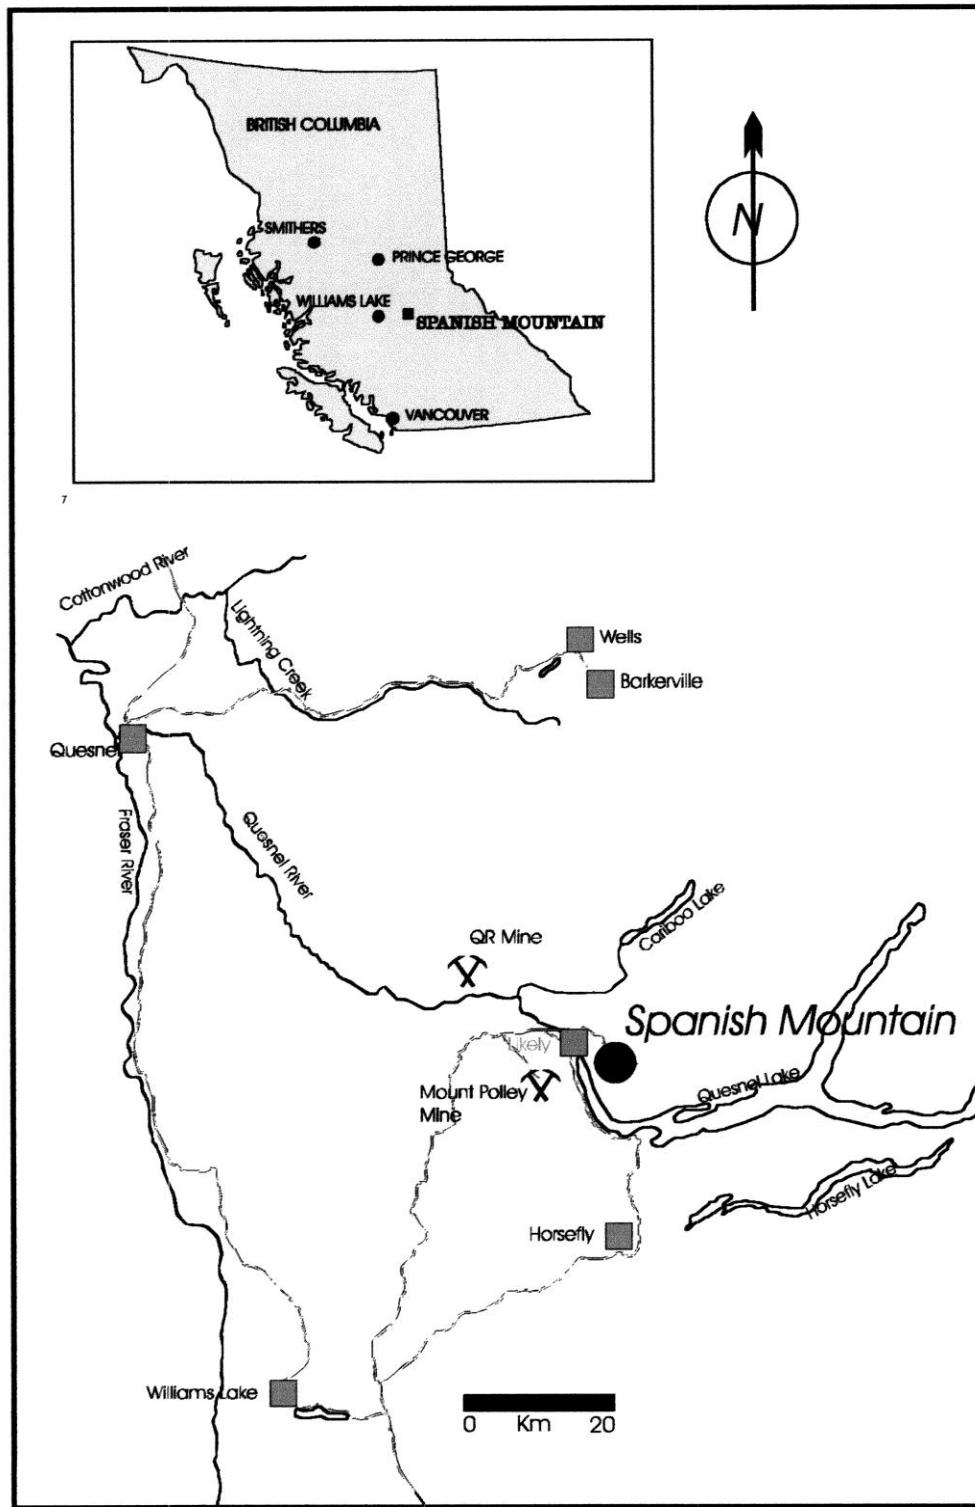 BRITISH COLUMBIA
SMITHERS
PRINCE GEORGE
WILLIAMS LAKE
SPANISH MOUNTAIN
VANCOUVER
N
7
Cottonwood River
Lightning Creek
Wells
Barkerville
Quesnel
Fraser River
Quesnel River
QR Mine
Cariboo Lake
Spanish Mountain
Likely
Quesnel Lake
Mount Polley
Mine
Horsefly Lake
Horsefly
Williams Lake
0 Km 20